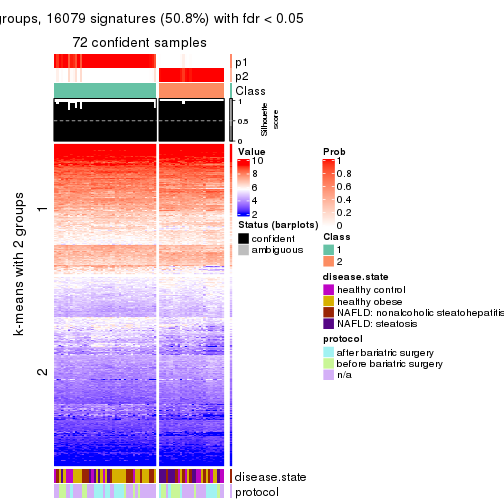 groups, 16079 signatures (50.8%) with fdr < 0.05
72 confident samples
p1
p2
Class
1
0.5
0
Silhouette
score
k-means with 2 groups
1
2
Value
10
8
6
4
2
Status (barplots)
confident
ambiguous
Prob
1
0.8
0.6
0.4
0.2
0
Class
1
2
disease.state
healthy control
healthy obese
NAFLD: nonalcoholic steatohepatitis
NAFLD: steatosis
protocol
after bariatric surgery
before bariatric surgery
n/a
disease.state
protocol